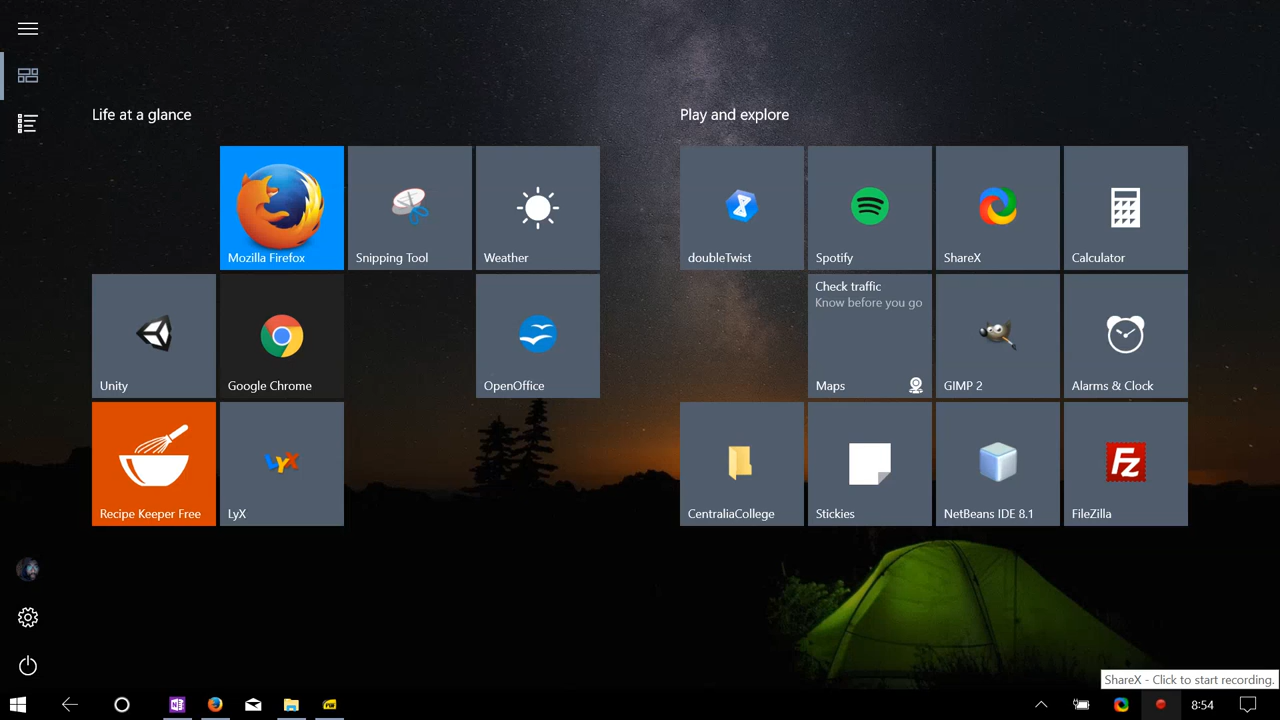 Life at a glance
Play and explore
Mozilla Firefox
Snipping Tool
Weather
doubleTwist
Spotify
ShareX
Calculator
Unity
Google Chrome
OpenOffice
Check traffic
Know before you go
Maps
GIMP 2
Alarms & Clock
Recipe Keeper Free
LyX
LyX
CentraliaCollege
Stickies
NetBeans IDE 8.1
Fz
FileZilla
ShareX - Click to start recording.
N
8:54